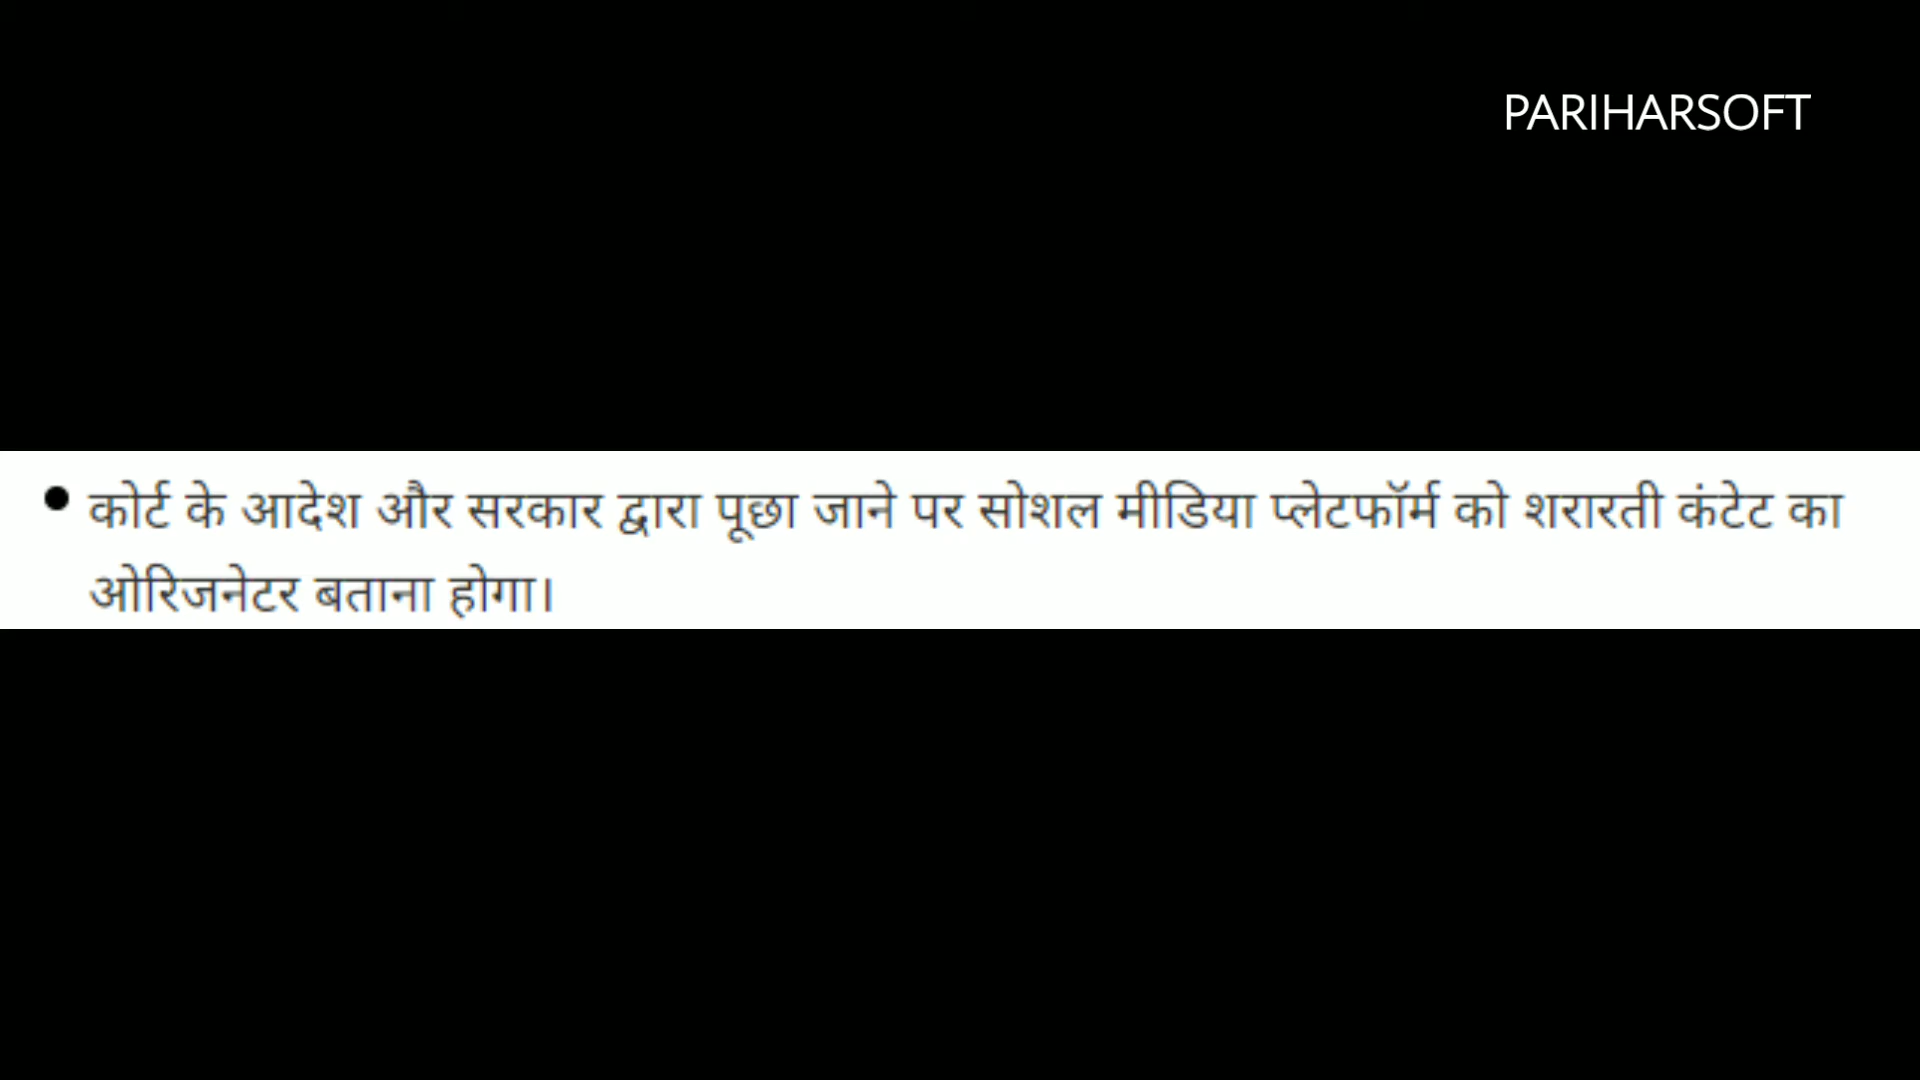 PARIHARSOFT
• कोर्ट के आदेश और सरकार द्वारा पूछा जाने पर सोशल मीडिया प्लेटफॉर्म को शरारती कंटेट का
ओरिजनेटर बताना होगा।